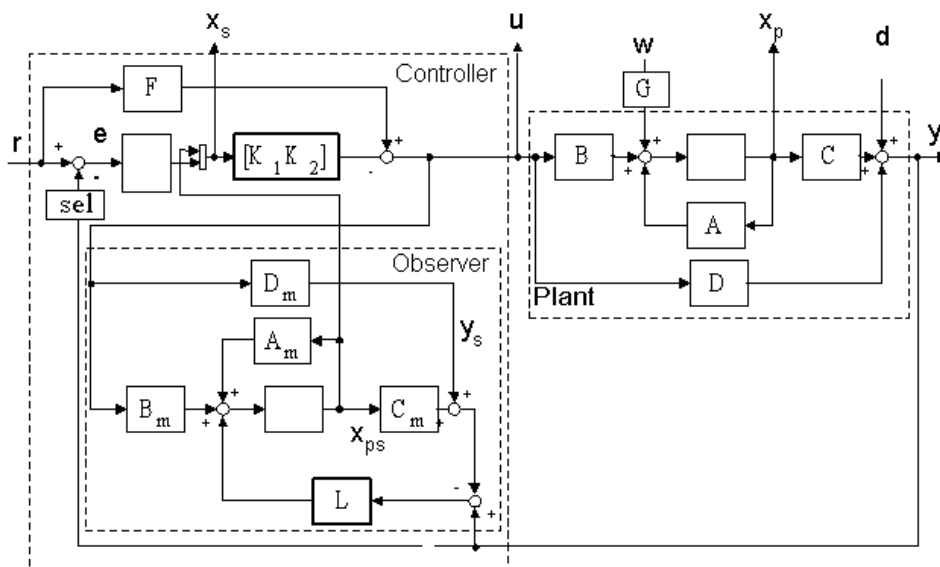 x_s
u
x_p
w
d
Controller
G
F
r
e
y
[K_1 K_2]
B
C
+
-
sel
A
Observer
D
Plant
D_m
y_s
A_m
B_m
C_m
x_ps
L